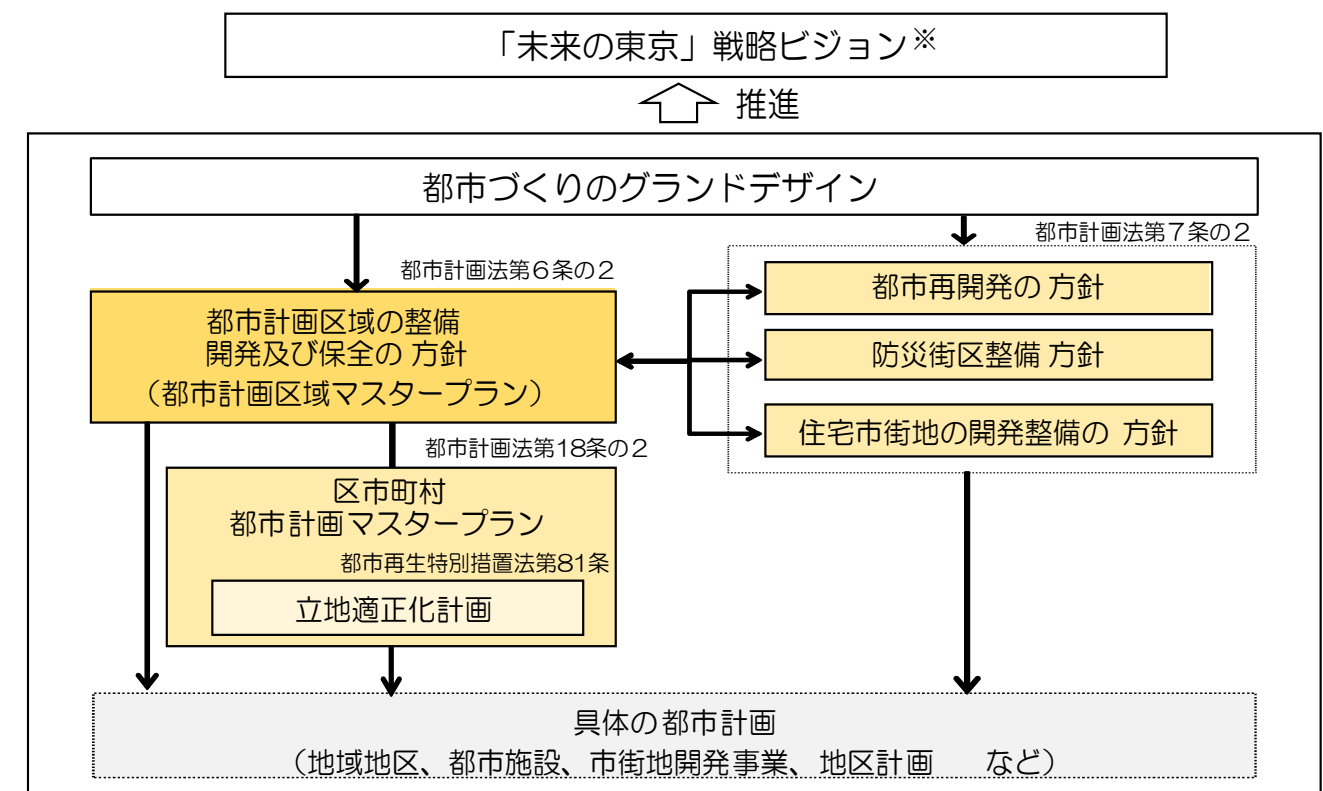 「未来の東京」戦略ビジョン※
推進
都市づくりのグランドデザイン
都市計画法第７条の２
都市計画法第６条の２
都市再開発の 方針
都市計画区域の整備
開発及び保全の 方針
（都市計画区域マスタープラン）
防災街区整備 方針
住宅市街地の開発整備の 方針
都市計画法第18条の２
区市町村
都市計画マスタープラン
都市再生特別措置法第81条
立地適正化計画
具体の都市計画
（地域地区、都市施設、市街地開発事業、地区計画　など）